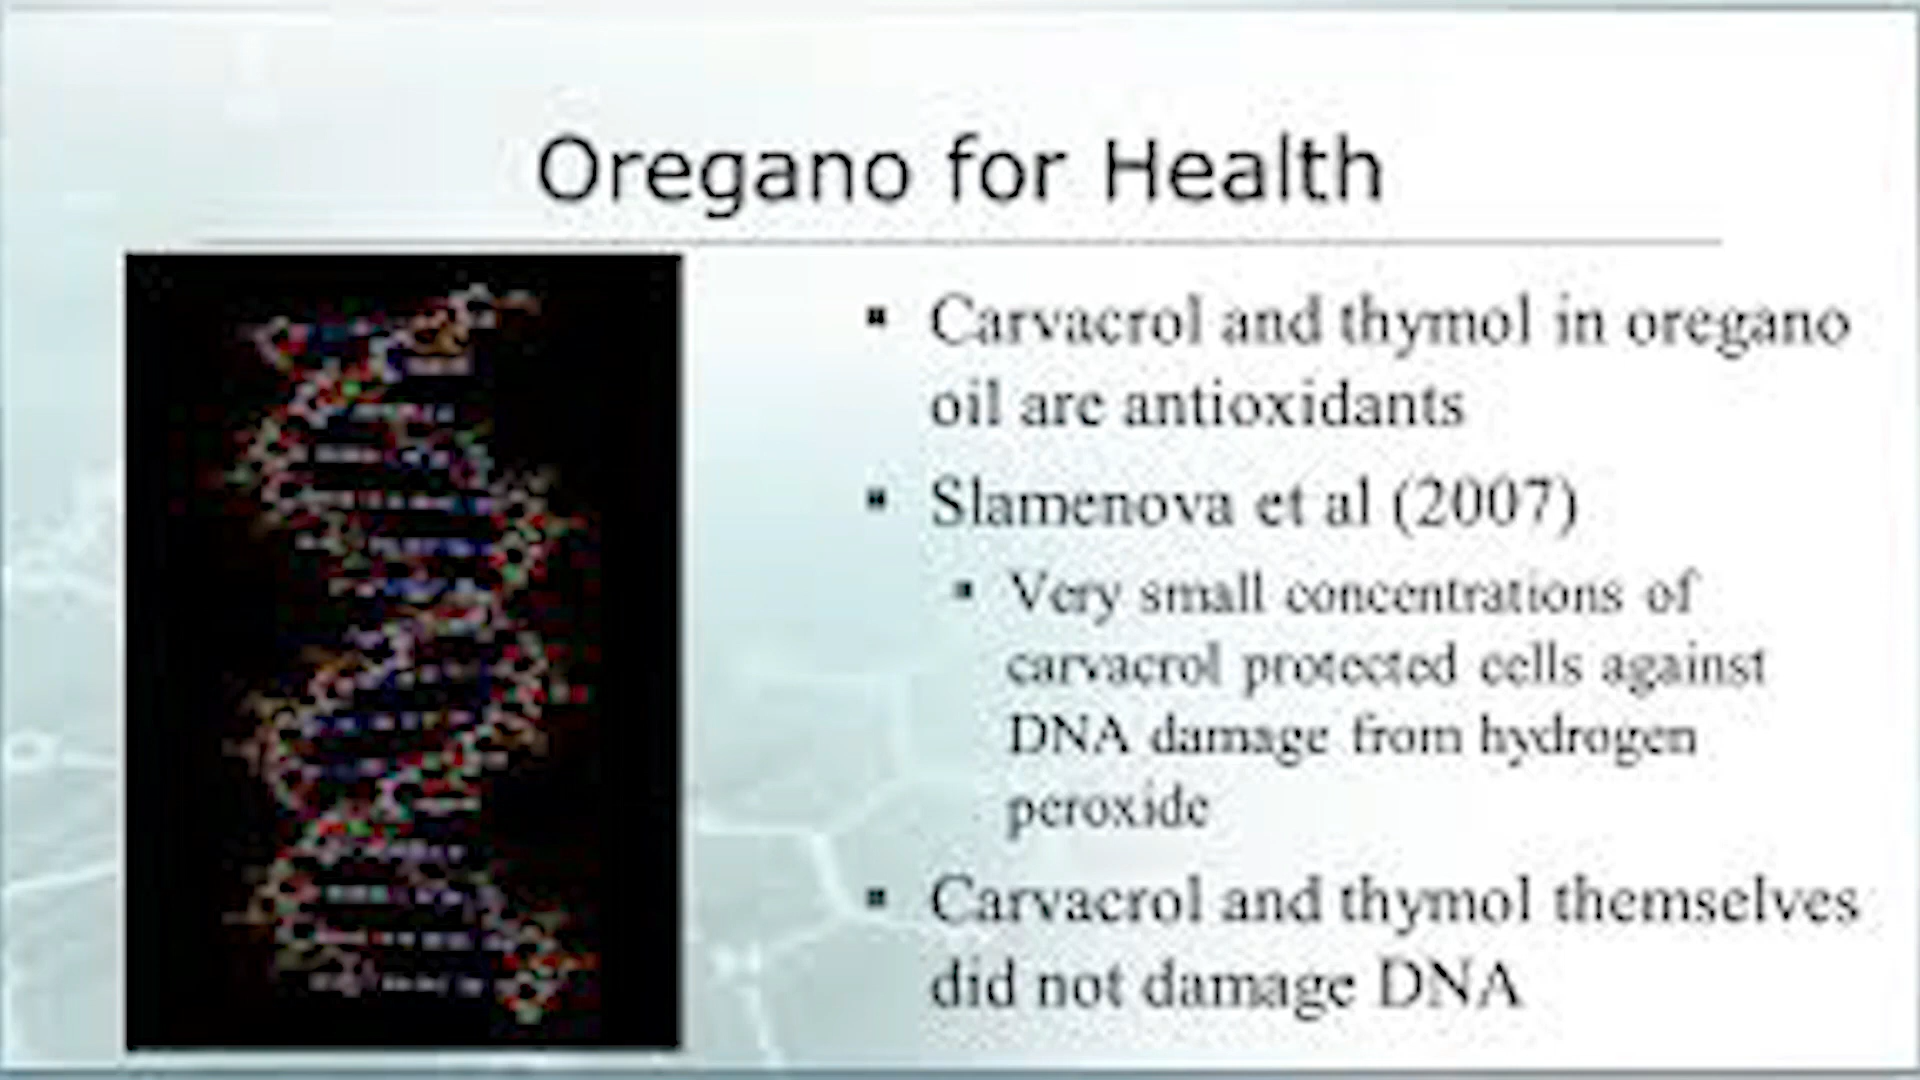 Oregano for Health
▪ Carvacrol and thymol in oregano
oil are antioxidants
▪ Slamenova et al (2007)
▪ Very small concentrations of
carvacrol protected cells against
DNA damage from hydrogen
peroxide
▪ Carvacrol and thymol themselves
did not damage DNA